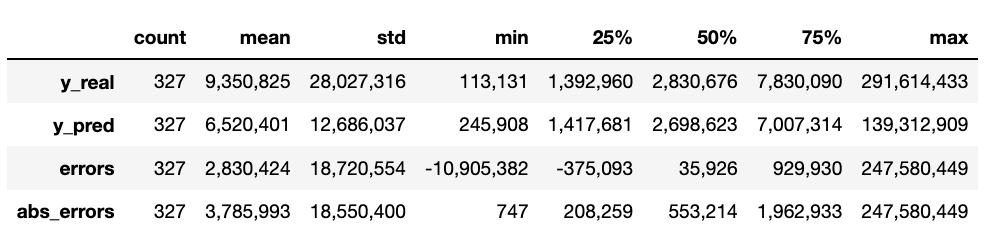 count mean std min 25% 50% 75% max
y_real 327 9,350,825 28,027,316 113,131 1,392,960 2,830,676 7,830,090 291,614,433
y_pred 327 6,520,401 12,686,037 245,908 1,417,681 2,698,623 7,007,314 139,312,909
errors 327 2,830,424 18,720,554 -10,905,382 -375,093 35,926 929,930 247,580,449
abs_errors 327 3,785,993 18,550,400 747 208,259 553,214 1,962,933 247,580,449